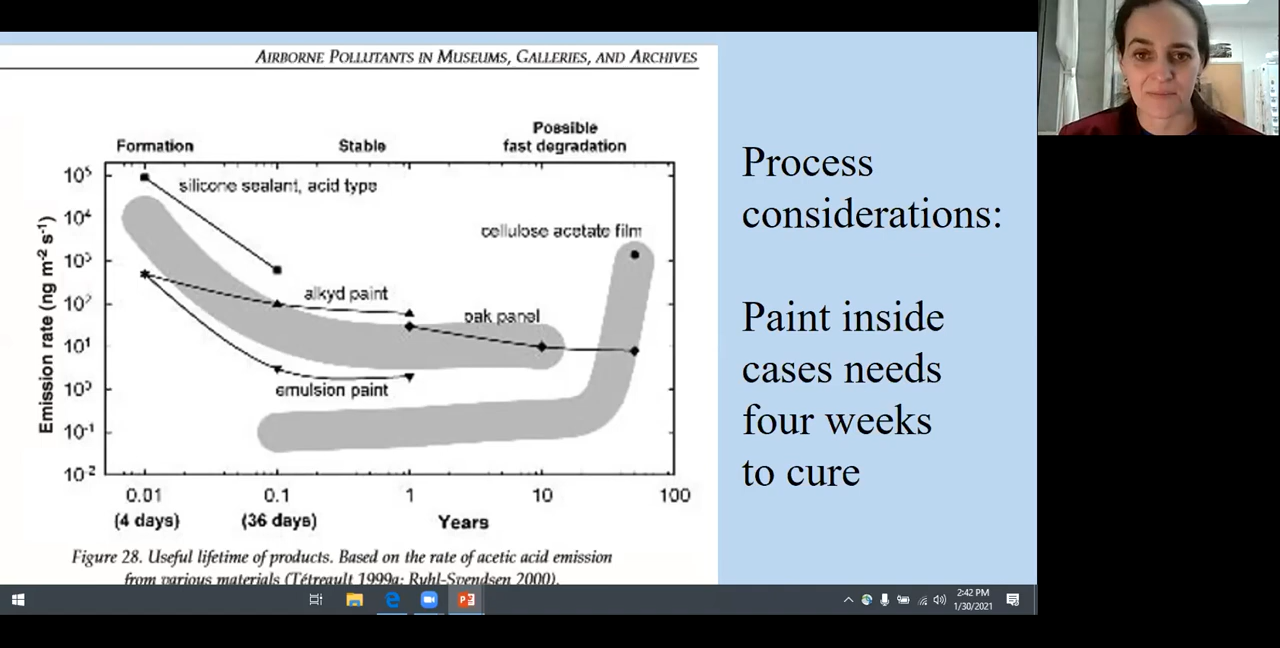 AIRBORNE POLLUTANTS IN MUSEUMS, GALLERIES, AND ARCHIVES
Formation
Stable
Possible
fast degradation
10⁵
silicone sealant, acid type
10⁴
cellulose acetate film
10³
alkyd paint
10²
oak panel
10¹
emulsion paint
10⁰
10⁻¹
10⁻²
Emission rate (ng m⁻² s⁻¹)
0.01
0.1
1
10
100
(4 days)
(36 days)
Years
Figure 28. Useful lifetime of products. Based on the rate of acetic acid emission
from various materials (Tétreault 1999a; Ryhl-Svendsen 2000).
Process
considerations:
Paint inside
cases needs
four weeks
to cure
2:42 PM
1/30/2021